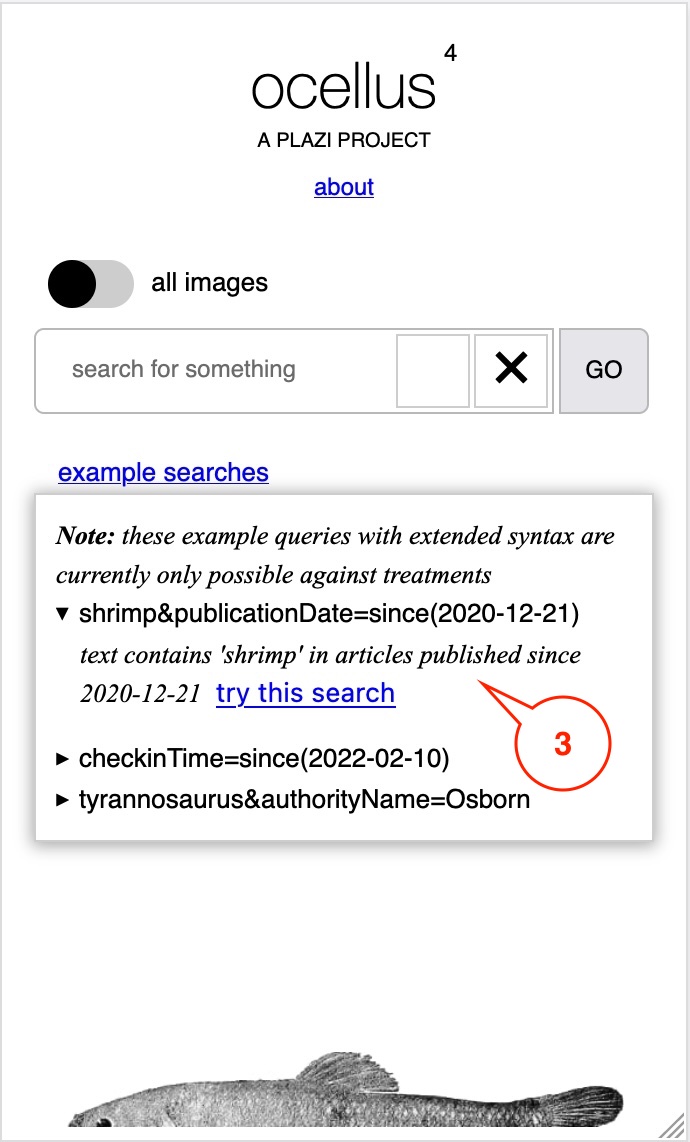 ocellus 4
A PLAZI PROJECT
about
all images
search for something
GO
example searches
Note: these example queries with extended syntax are
currently only possible against treatments
▼ shrimp&publicationDate=since(2020-12-21)
text contains 'shrimp' in articles published since
2020-12-21 try this search
3
► checkinTime=since(2022-02-10)
► tyrannosaurus&authorityName=Osborn